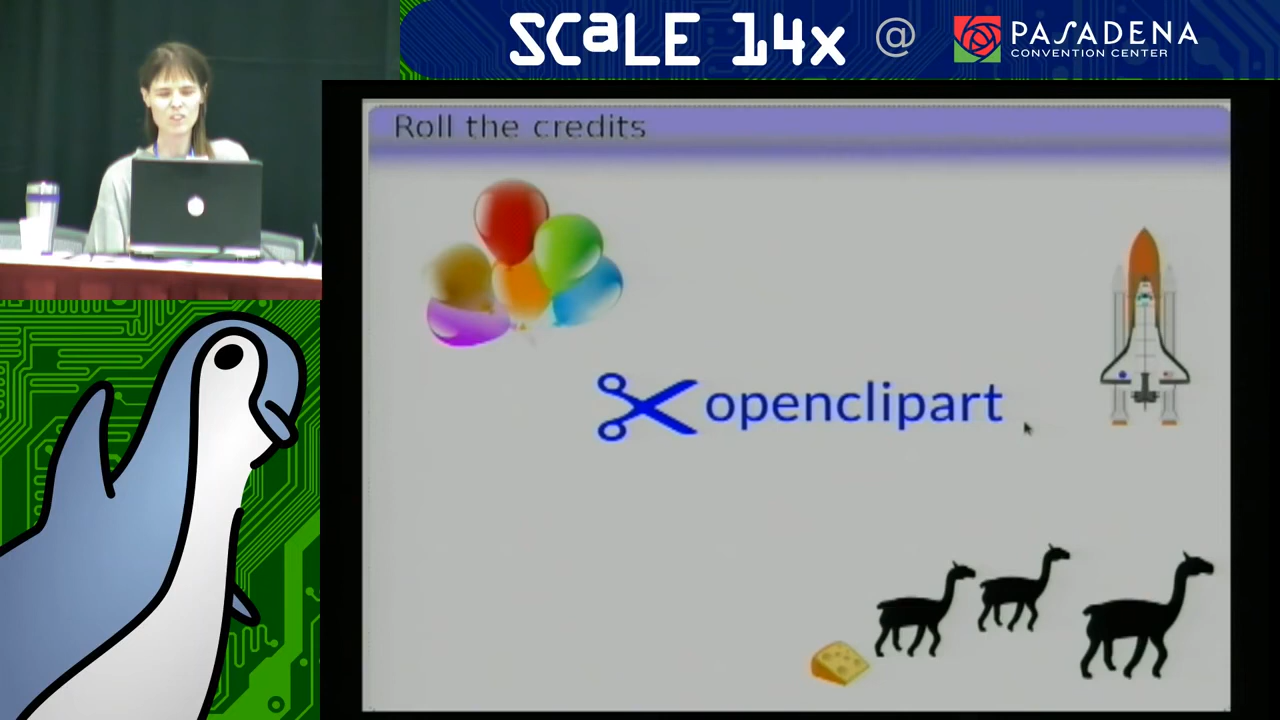 SCaLE 14x @ PASADENA
CONVENTION CENTER
Roll the credits
openclipart